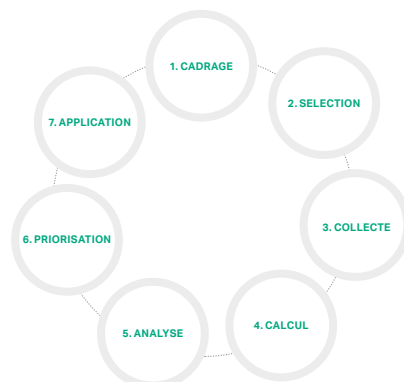 1. CADRAGE
2. SELECTION
3. COLLECTE
4. CALCUL
5. ANALYSE
6. PRIORISATION
7. APPLICATION